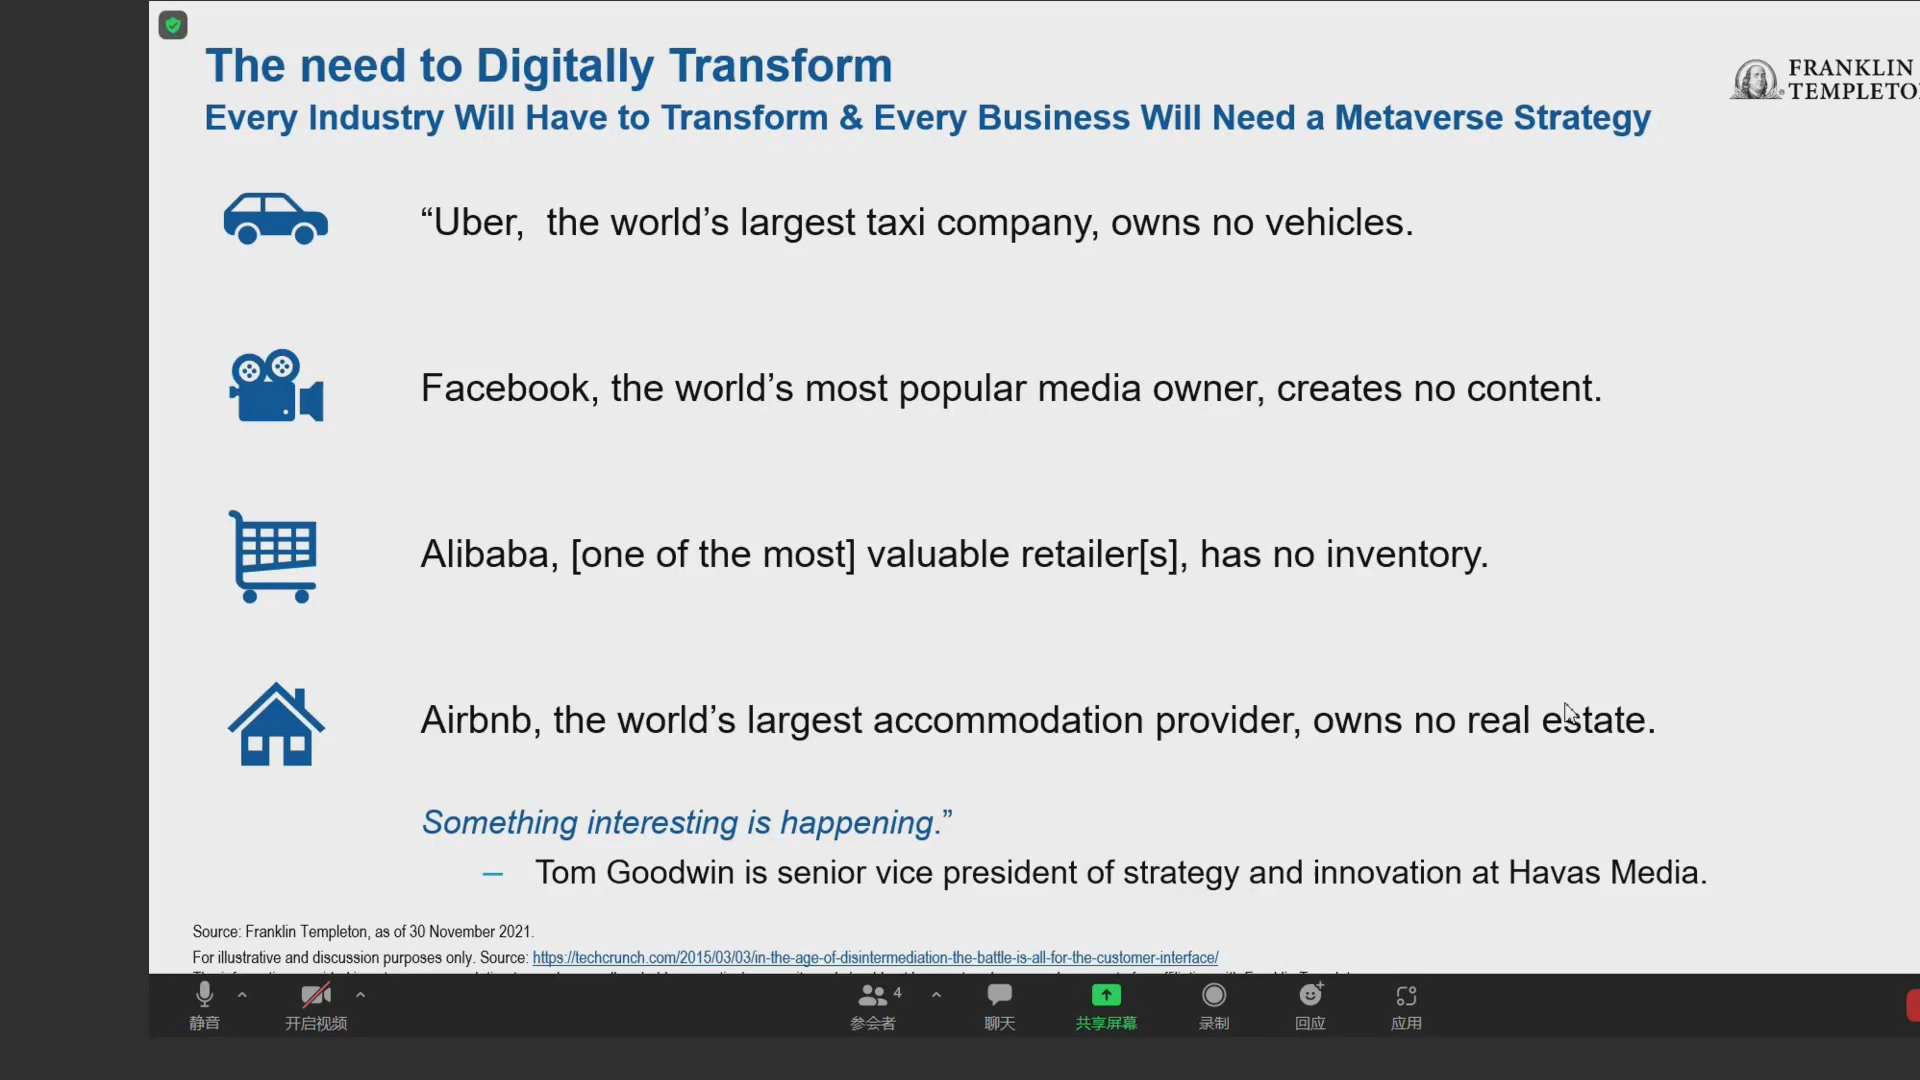 The need to Digitally Transform
FRANKLIN
TEMPLETO
Every Industry Will Have to Transform & Every Business Will Need a Metaverse Strategy
“Uber,  the world’s largest taxi company, owns no vehicles.
Facebook, the world’s most popular media owner, creates no content.
Alibaba, [one of the most] valuable retailer[s], has no inventory.
Airbnb, the world’s largest accommodation provider, owns no real estate.
Something interesting is happening.”
– Tom Goodwin is senior vice president of strategy and innovation at Havas Media.
Source: Franklin Templeton, as of 30 November 2021.
For illustrative and discussion purposes only. Source: https://techcrunch.com/2015/03/03/in-the-age-of-disintermediation-the-battle-is-all-for-the-customer-interface/
4
静音
开启视频
参会者
聊天
共享屏幕
录制
回应
应用